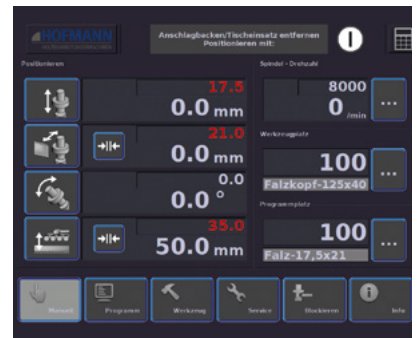 HOFMANN
Anschlagbacken/Tischeinsatz entfernen
Positionieren mit:
Positionieren
Spindel - Drehzahl
17.5
0.0 mm
8000
0 /min
...
21.0
0.0 mm
Werkzeugplatz
100
Falzkopf-125x40
...
0.0
0.0 °
Programmplatz
35.0
50.0 mm
100
Falz-17,5x21
...
Manuell
Programm
Werkzeug
Service
Blockieren
Info